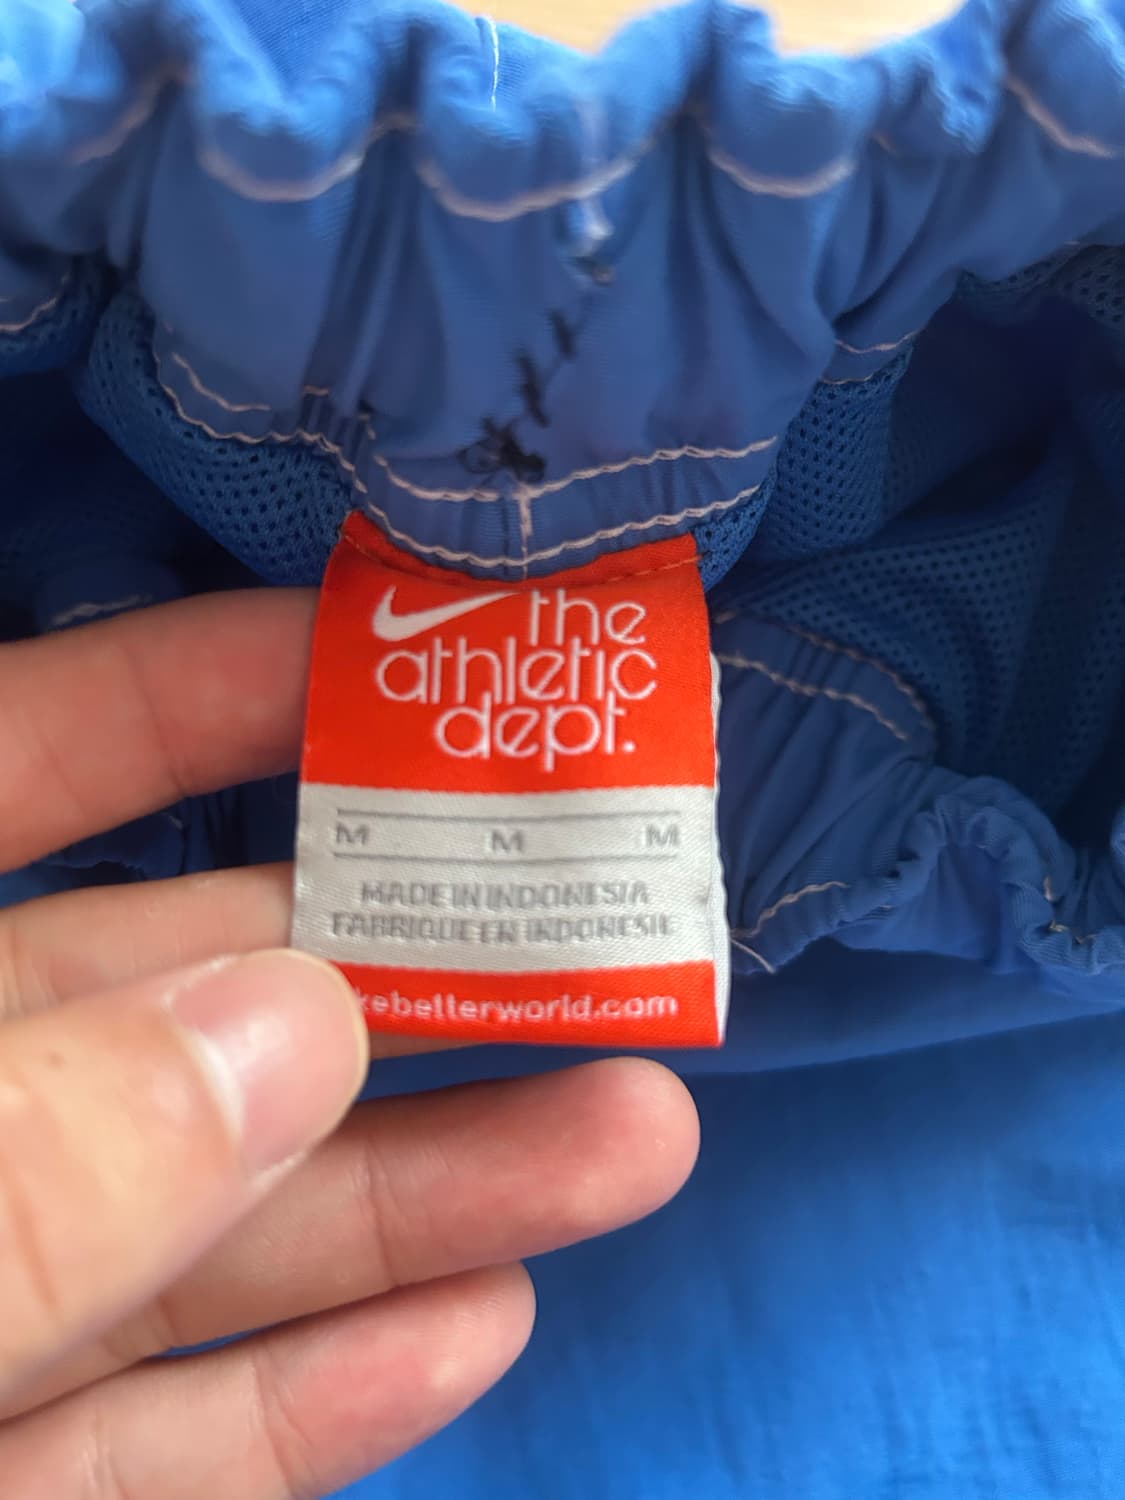 the
athletic
dept.
M M M
MADE IN INDONESIA
FABRIQUE EN INDONESIE
kebetterworld.com